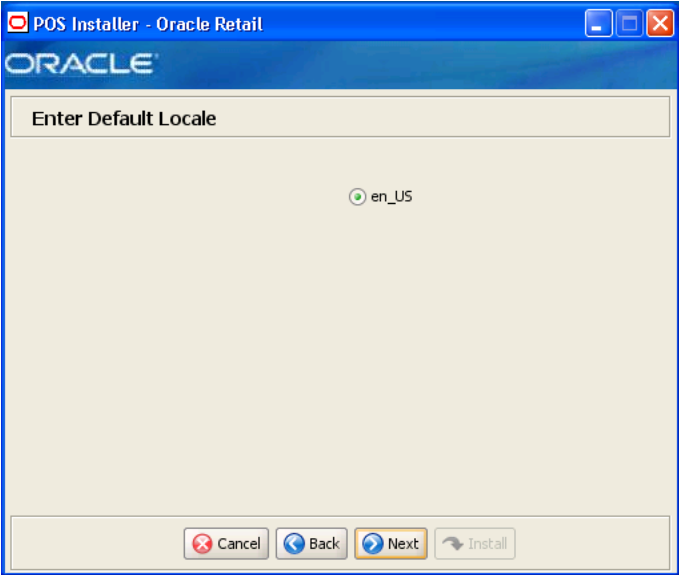 POS Installer - Oracle Retail
ORACLE
Enter Default Locale
en_US
Cancel Back Next Install